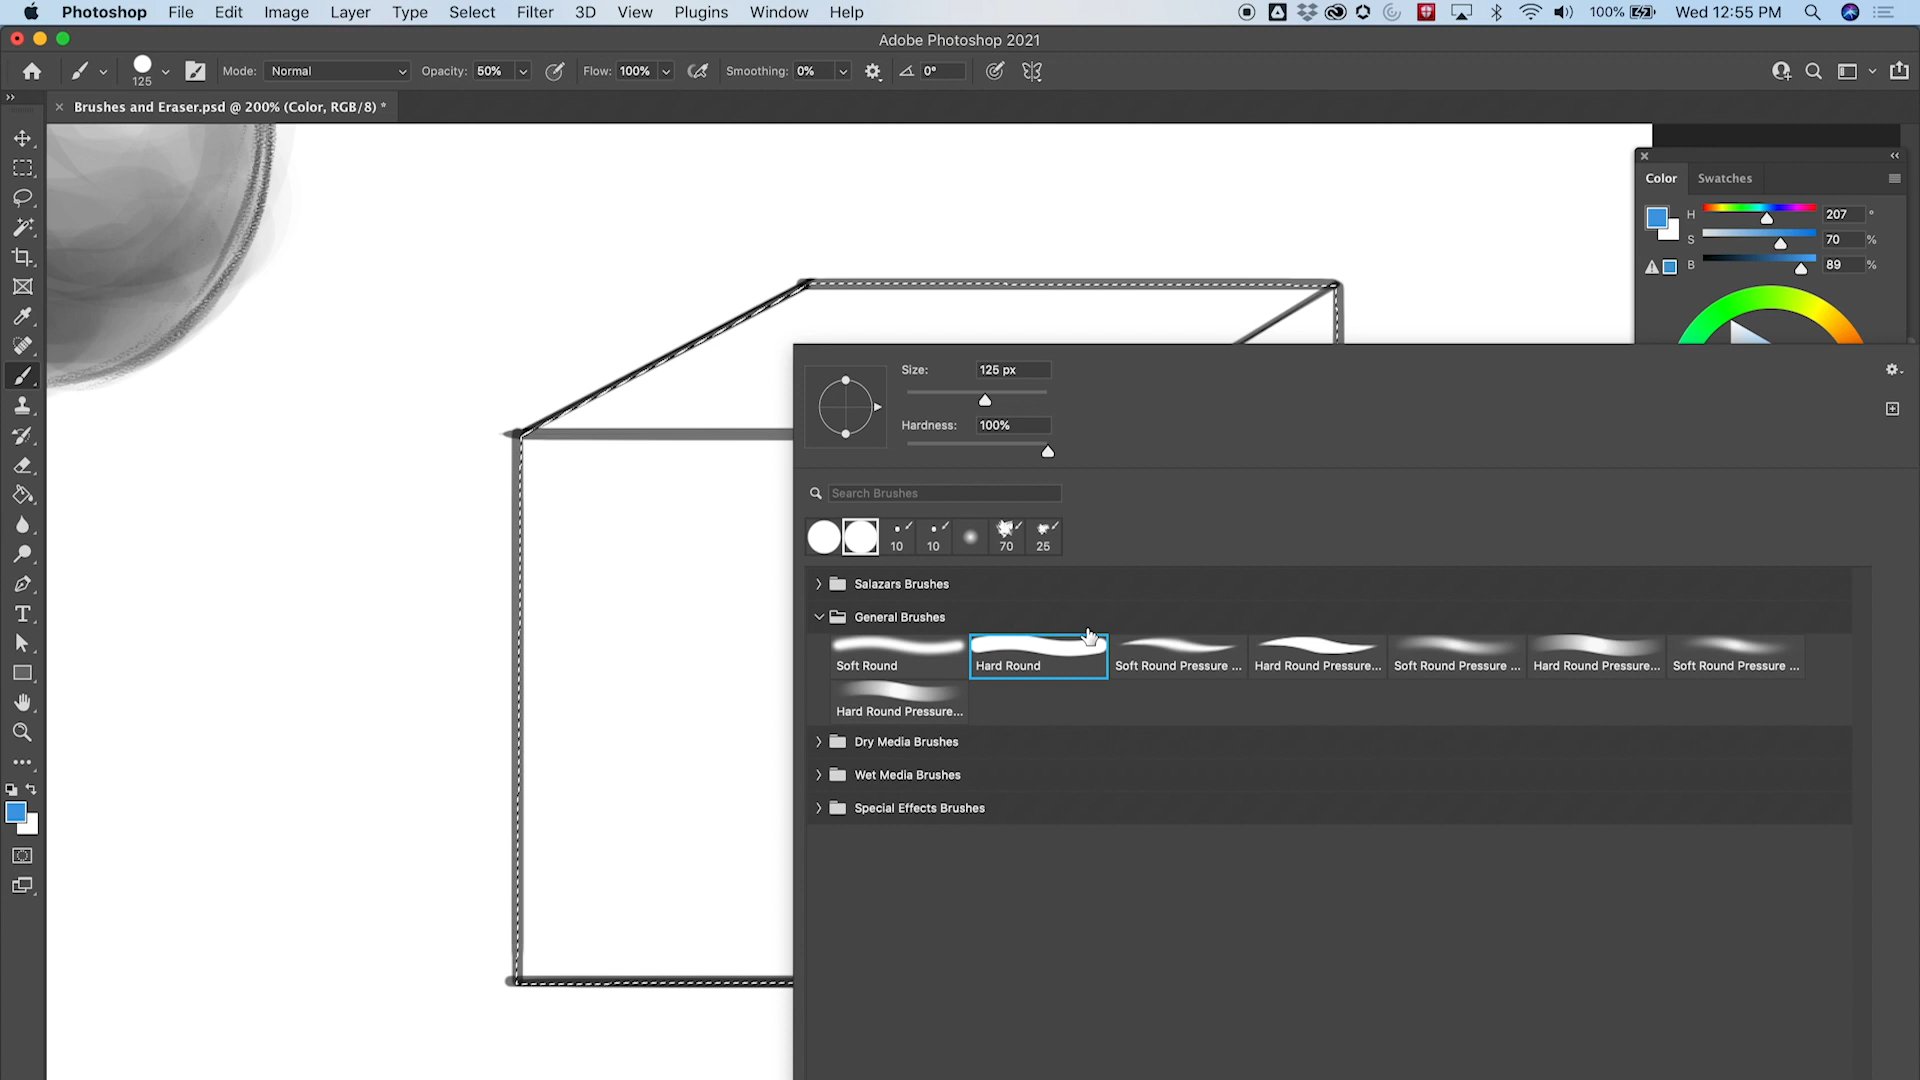 Photoshop File Edit Image Layer Type Select Filter 3D View Plugins Window Help 100% Wed 12:55 PM
Adobe Photoshop 2021
125 Mode: Normal Opacity: 50% Flow: 100% Smoothing: 0% 0°
Brushes and Eraser.psd @ 200% (Color, RGB/8) *
Color Swatches
H 207 °
S 70 %
B 89 %
Size: 125 px
Hardness: 100%
Search Brushes
10 10 70 25
Salazars Brushes
General Brushes
Soft Round Hard Round Soft Round Pressure ... Hard Round Pressure... Soft Round Pressure ... Hard Round Pressure... Soft Round Pressure ...
Hard Round Pressure...
Dry Media Brushes
Wet Media Brushes
Special Effects Brushes